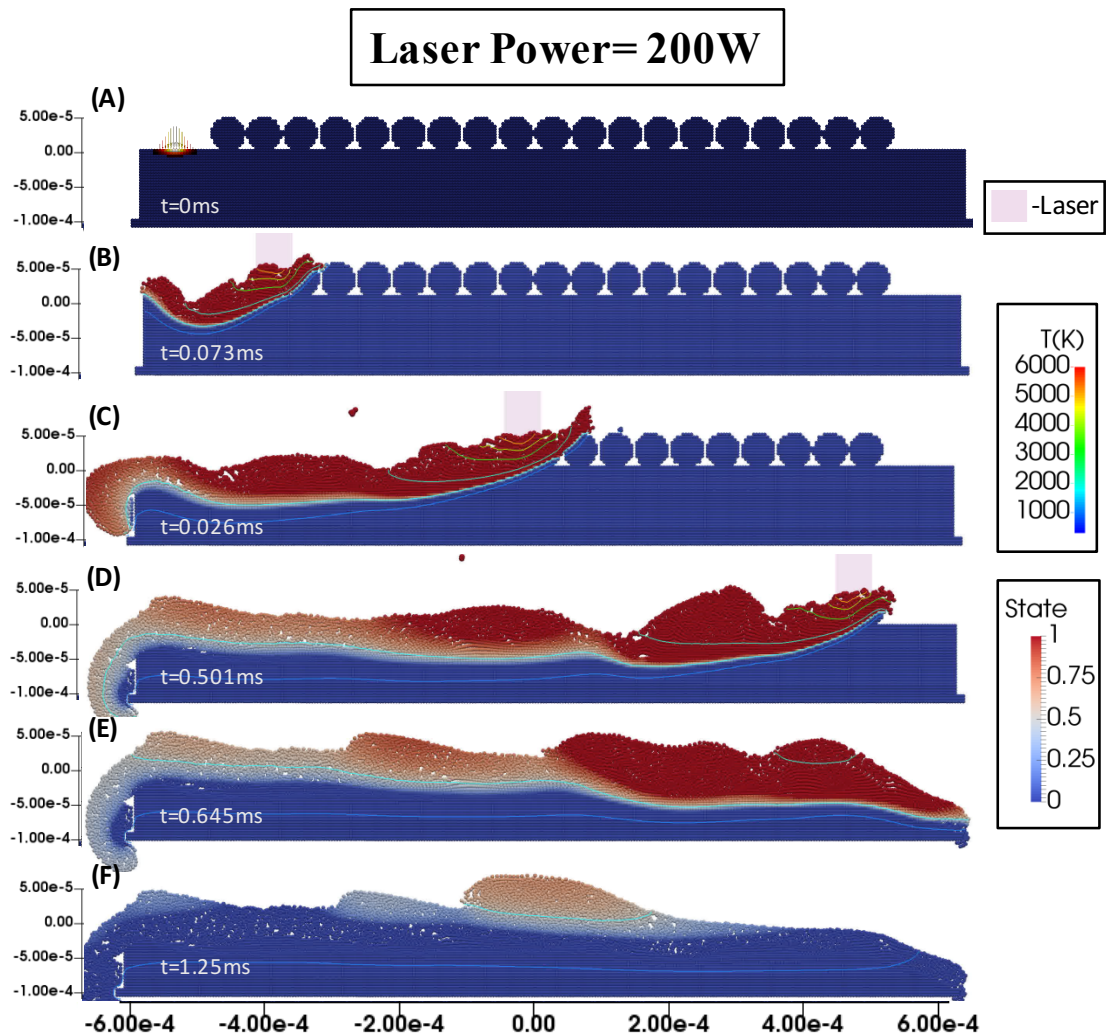 Laser Power= 200W
(A)
5.00e-5
0.00
-5.00e-5
-1.00e-4
t=0ms
-Laser
(B)
5.00e-5
0.00
-5.00e-5
-1.00e-4
t=0.073ms
T(K)
6000
5000
4000
3000
2000
1000
(C)
5.00e-5
0.00
-5.00e-5
-1.00e-4
t=0.026ms
(D)
5.00e-5
0.00
-5.00e-5
-1.00e-4
t=0.501ms
State
1
0.75
0.5
0.25
0
(E)
5.00e-5
0.00
-5.00e-5
-1.00e-4
t=0.645ms
(F)
5.00e-5
0.00
-5.00e-5
-1.00e-4
t=1.25ms
-6.00e-4 -4.00e-4 -2.00e-4 0.00 2.00e-4 4.00e-4 6.00e-4